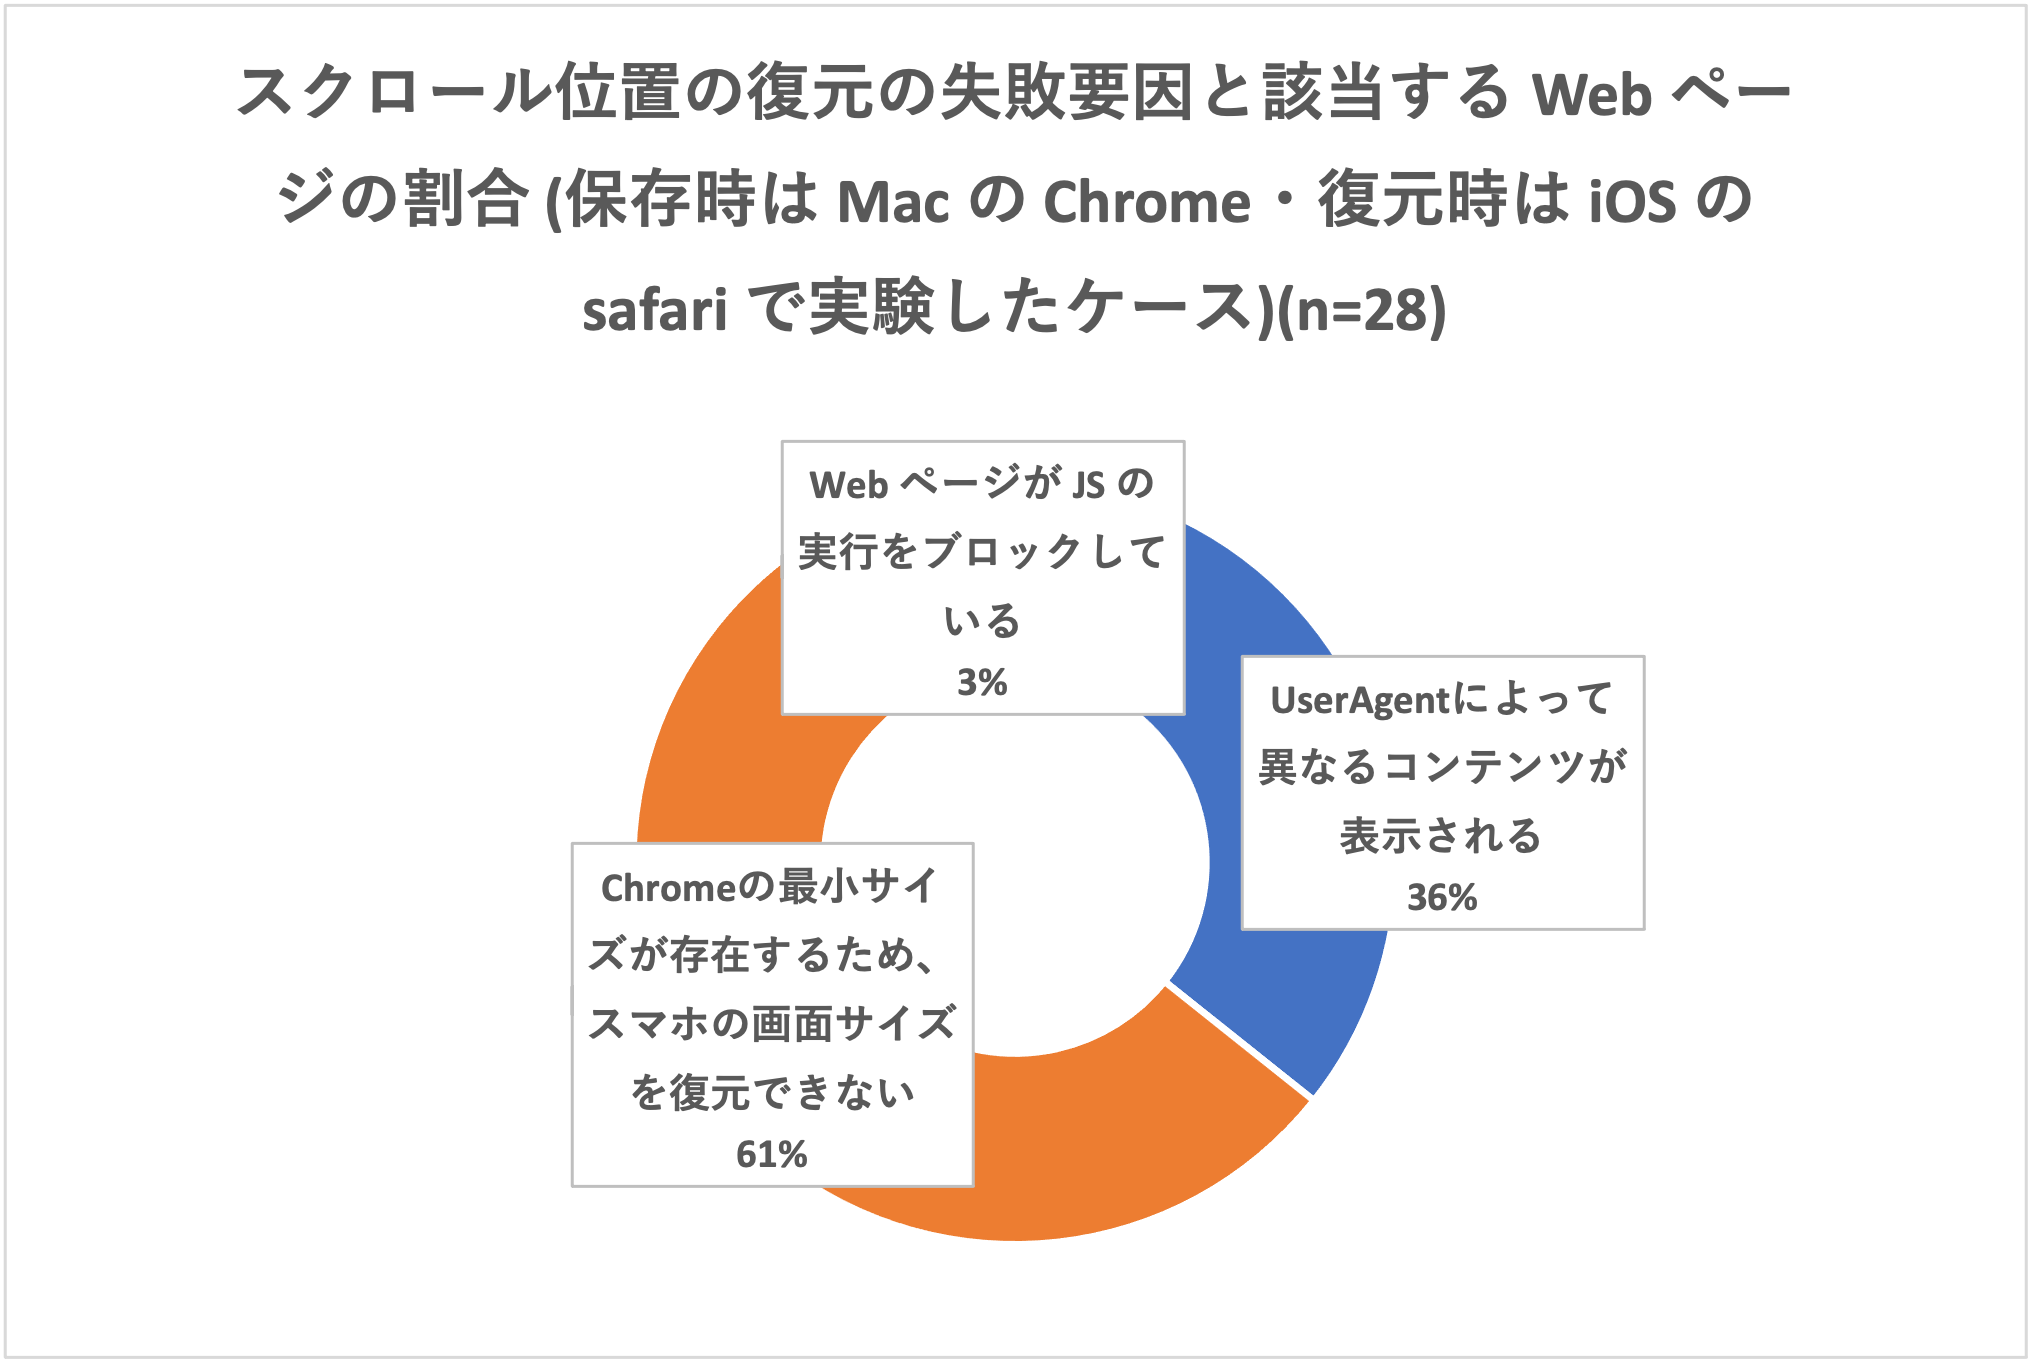 スクロール位置の復元の失敗要因と該当する Web ペー
ジの割合 (保存時は Mac の Chrome・復元時は iOS の
safari で実験したケース)(n=28)
Web ページが JS の
実行をブロックして
いる
3%
UserAgentによって
異なるコンテンツが
表示される
36%
Chromeの最小サイ
ズが存在するため、
スマホの画面サイズ
を復元できない
61%